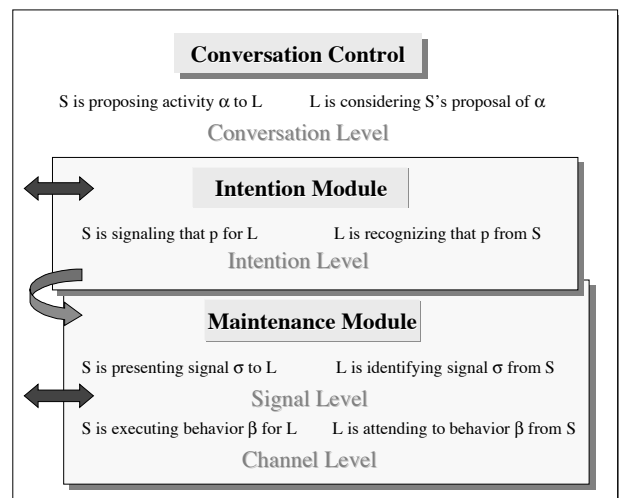 Conversation Control
S is proposing activity α to L L is considering S's proposal of α
Conversation Level
Intention Module
S is signaling that p for L L is recognizing that p from S
Intention Level
Maintenance Module
S is presenting signal σ to L L is identifying signal σ from S
Signal Level
S is executing behavior β for L L is attending to behavior β from S
Channel Level